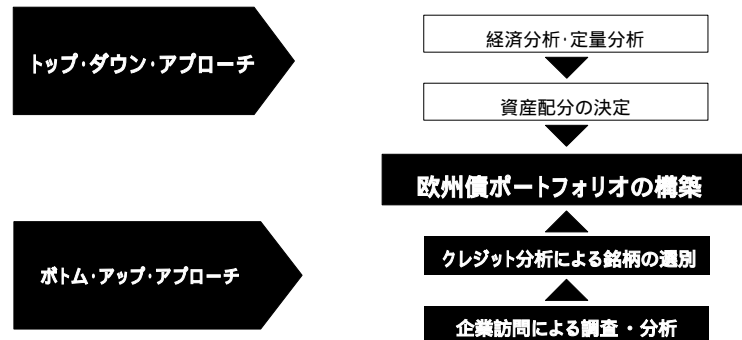 トップ・ダウン・アプローチ
経済分析・定量分析
資産配分の決定
欧州債ポートフォリオの構築
ボトム・アップ・アプローチ
クレジット分析による銘柄の選別
企業訪問による調査・分析